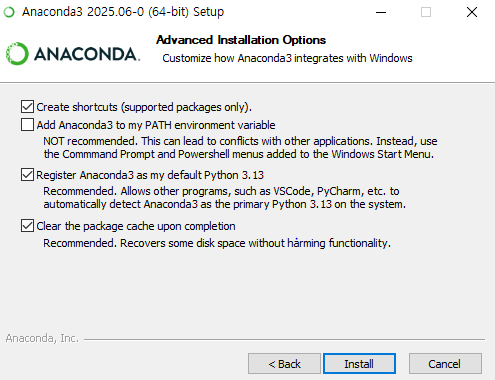 Anaconda3 2025.06-0 (64-bit) Setup
ANACONDA.
Advanced Installation Options
Customize how Anaconda3 integrates with Windows
Create shortcuts (supported packages only).
Add Anaconda3 to my PATH environment variable
NOT recommended. This can lead to conflicts with other applications. Instead, use
the Commmand Prompt and Powershell menus added to the Windows Start Menu.
Register Anaconda3 as my default Python 3.13
Recommended. Allows other programs, such as VSCode, PyCharm, etc. to
automatically detect Anaconda3 as the primary Python 3.13 on the system.
Clear the package cache upon completion
Recommended. Recovers some disk space without harming functionality.
Anaconda, Inc.
< Back
Install
Cancel